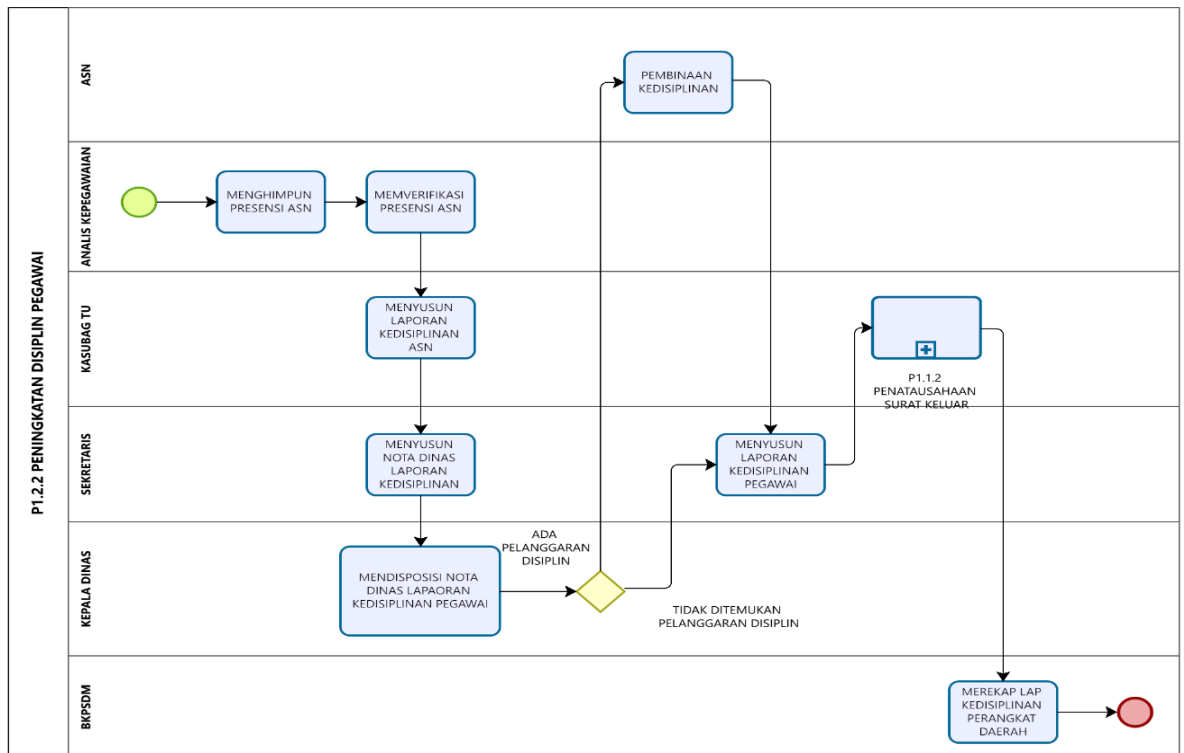 P1.2.2 PENINGKATAN DISIPLIN PEGAWAI
ASN
PEMBINAAN
KEDISIPLINAN
ANALIS KEPEGAWAIAN
MENGHIMPUN
PRESENSI ASN
MEMVERIFIKASI
PRESENSI ASN
KASUBAG TU
MENYUSUN
LAPORAN
KEDISIPLINAN
ASN
P1.1.2
PENATAUSAHAAN
SURAT KELUAR
SEKRETARIS
MENYUSUN
NOTA DINAS
LAPORAN
KEDISIPLINAN
MENYUSUN
LAPORAN
KEDISIPLINAN
PEGAWAI
KEPALA DINAS
MENDISPOSISI NOTA
DINAS LAPAORAN
KEDISIPLINAN PEGAWAI
ADA
PELANGGARAN
DISIPLIN
TIDAK DITEMUKAN
PELANGGARAN DISIPLIN
BKPSDM
MEREKAP LAP
KEDISIPLINAN
PERANGKAT
DAERAH